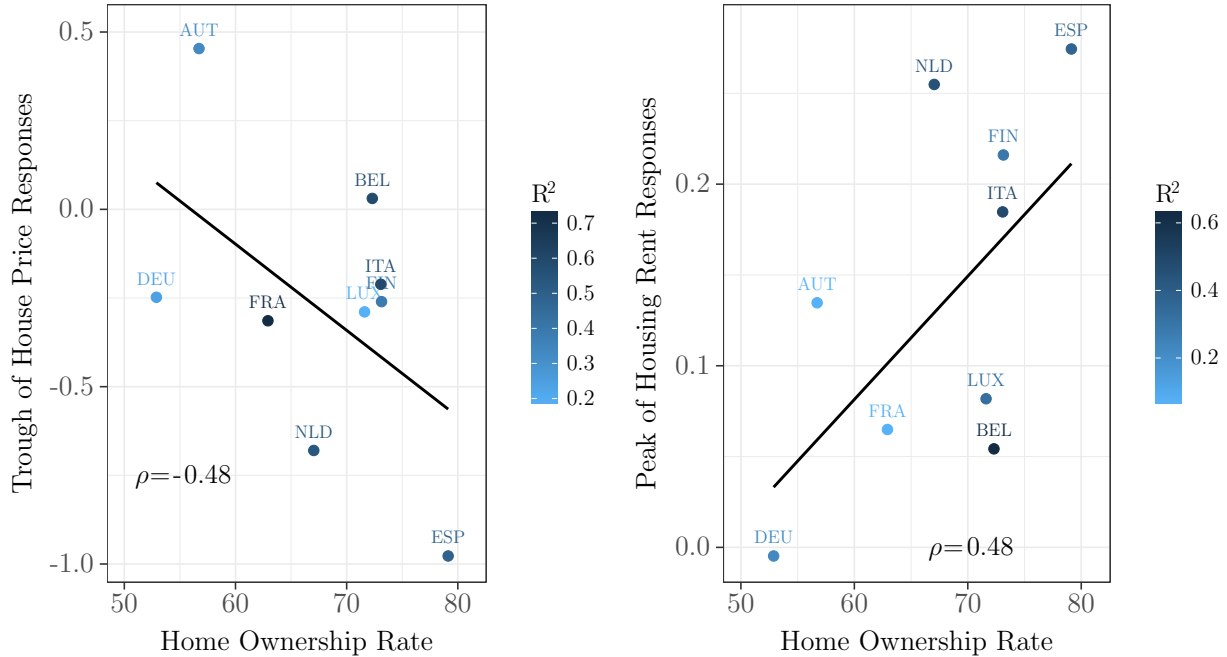 Trough of House Price Responses
0.5
0.0
-0.5
-1.0
AUT
BEL
ITA
FIN
DEU
LUX
FRA
NLD
ρ=-0.48
ESP
50 60 70 80
Home Ownership Rate
R²
0.7
0.6
0.5
0.4
0.3
0.2
Peak of Housing Rent Responses
0.2
0.1
0.0
ESP
NLD
FIN
ITA
AUT
LUX
FRA
BEL
DEU
ρ=0.48
50 60 70 80
Home Ownership Rate
R²
0.6
0.4
0.2